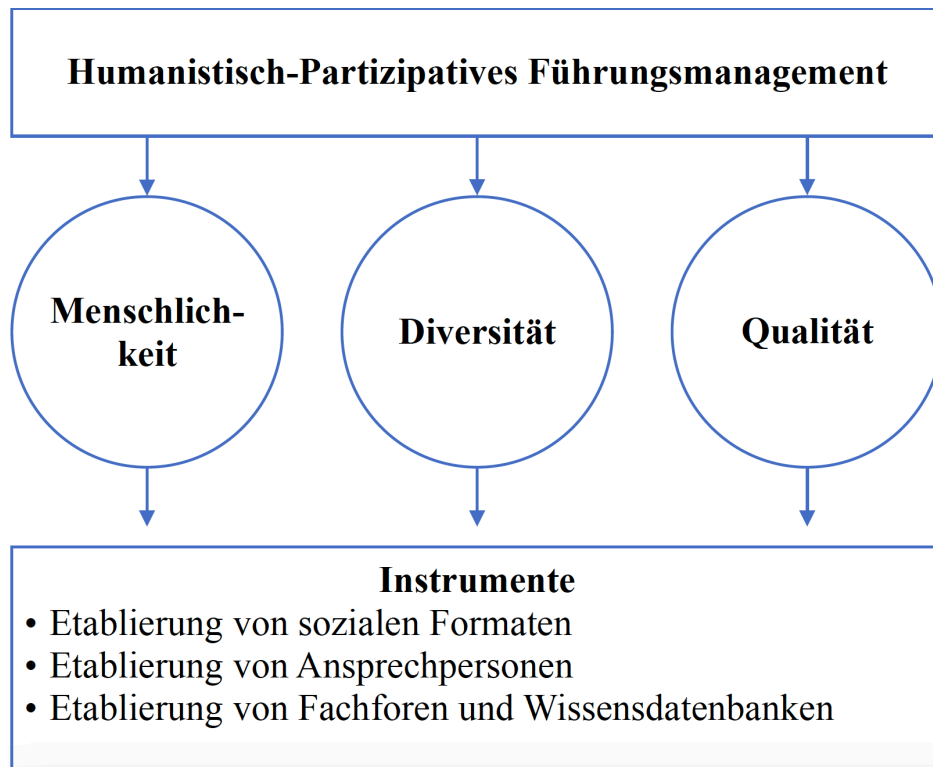 Humanistisch-Partizipatives Führungsmanagement
Menschlich-
keit
Diversität
Qualität
Instrumente
• Etablierung von sozialen Formaten
• Etablierung von Ansprechpersonen
• Etablierung von Fachforen und Wissensdatenbanken